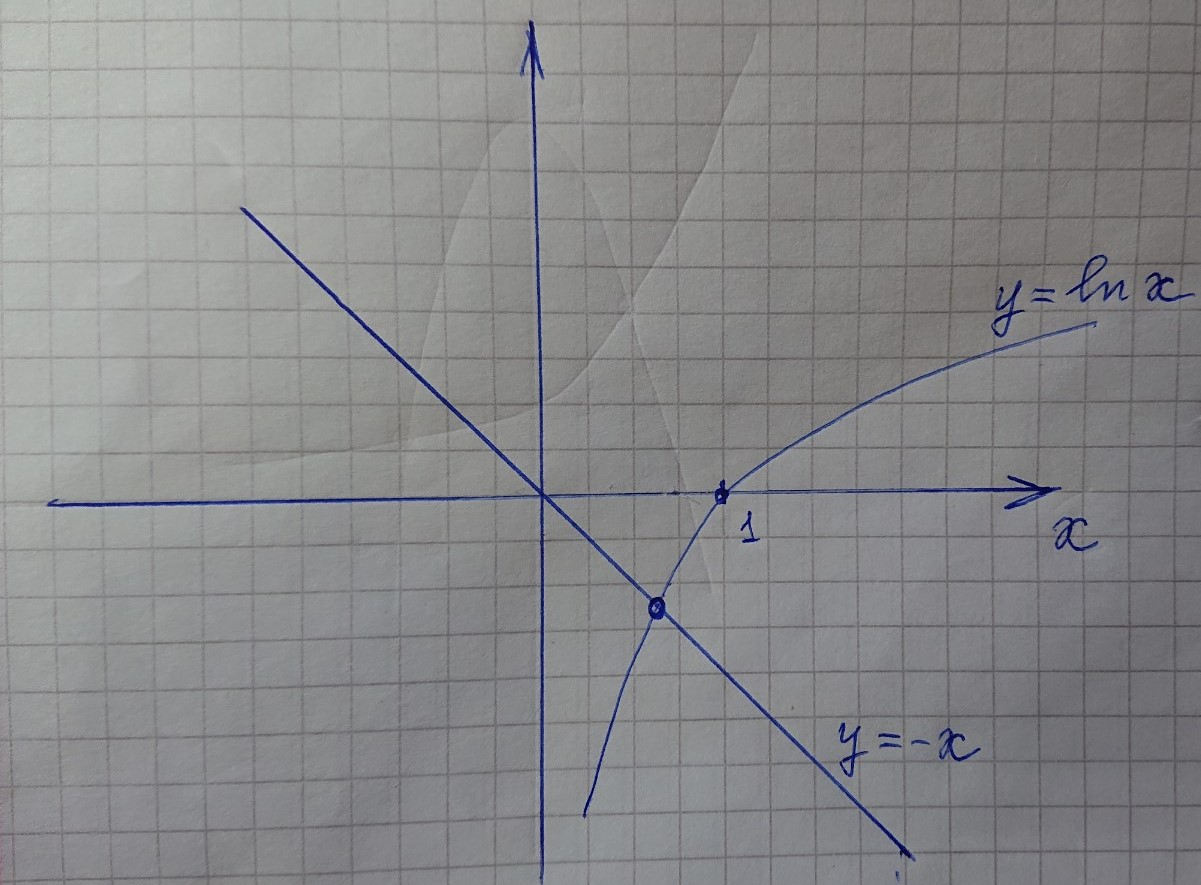 y = ln x
1
x
y = -x